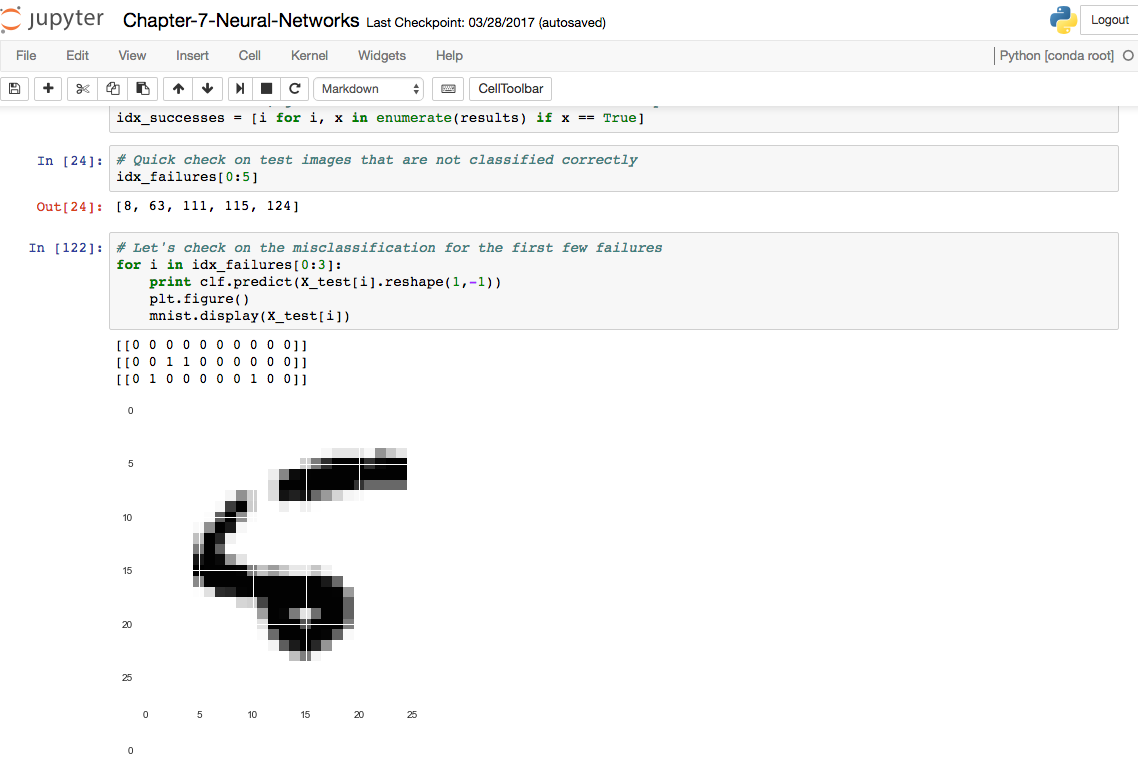 jupyter Chapter-7-Neural-Networks Last Checkpoint: 03/28/2017 (autosaved) Logout
File Edit View Insert Cell Kernel Widgets Help Python [conda root]
Markdown CellToolbar
idx_successes = [i for i, x in enumerate(results) if x == True]
In [24]: # Quick check on test images that are not classified correctly
idx_failures[0:5]
Out[24]: [8, 63, 111, 115, 124]
In [122]: # Let's check on the misclassification for the first few failures
for i in idx_failures[0:3]:
    print clf.predict(X_test[i].reshape(1,-1))
    plt.figure()
    mnist.display(X_test[i])
[[0 0 0 0 0 0 0 0 0 0]]
[[0 0 1 1 0 0 0 0 0 0]]
[[0 1 0 0 0 0 0 1 0 0]]
0
5
10
15
20
25
0 5 10 15 20 25
0